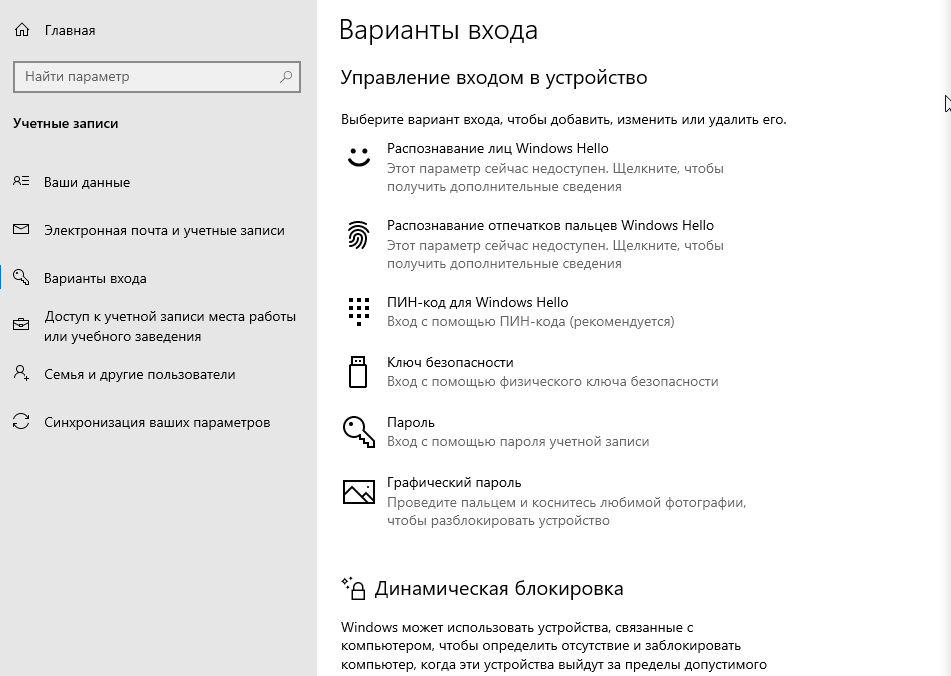 Главная
Найти параметр
Учетные записи
Ваши данные
Электронная почта и учетные записи
Варианты входа
Доступ к учетной записи места работы
или учебного заведения
Семья и другие пользователи
Синхронизация ваших параметров
Варианты входа
Управление входом в устройство
Выберите вариант входа, чтобы добавить, изменить или удалить его.
Распознавание лиц Windows Hello
Этот параметр сейчас недоступен. Щелкните, чтобы
получить дополнительные сведения
Распознавание отпечатков пальцев Windows Hello
Этот параметр сейчас недоступен. Щелкните, чтобы
получить дополнительные сведения
ПИН-код для Windows Hello
Вход с помощью ПИН-кода (рекомендуется)
Ключ безопасности
Вход с помощью физического ключа безопасности
Пароль
Вход с помощью пароля учетной записи
Графический пароль
Проведите пальцем и коснитесь любимой фотографии,
чтобы разблокировать устройство
Динамическая блокировка
Windows может использовать устройства, связанные с
компьютером, чтобы определить отсутствие и заблокировать
компьютер, когда эти устройства выйдут за пределы допустимого